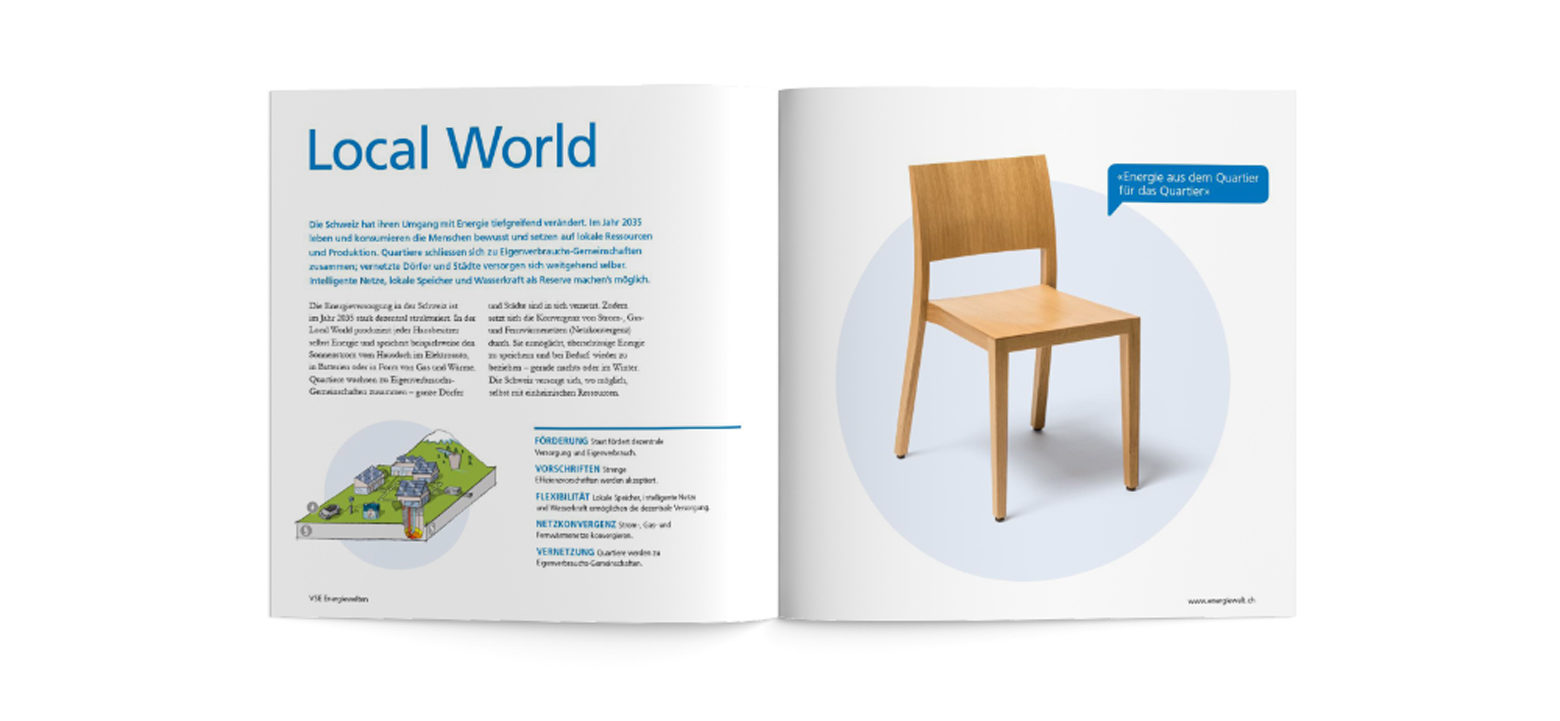 Local World
Die Schweiz hat ihren Umgang mit Energie tiefgreifend verändert. Im Jahr 2035
leben und konsumieren die Menschen bewusst und setzen auf lokale Ressourcen
und Produktion. Quartiere schliessen sich zu Eigenverbrauchs-Gemeinschaften
zusammen; vernetzte Dörfer und Städte versorgen sich weitgehend selber.
Intelligente Netze, lokale Speicher und Wasserkraft als Reserve machen's möglich.
Die Energieversorgung in der Schweiz ist
im Jahr 2035 stark dezentral strukturiert. In der
Local World produziert jeder Hausbesitzer
selbst Energie und speichert beispielsweise den
Sonnenstrom vom Hausdach im Elektroauto,
in Batterien oder in Form von Gas und Wärme.
Quartiere wachsen zu Eigenverbrauchs-
Gemeinschaften zusammen – ganze Dörfer
und Städte sind in sich vernetzt. Zudem
setzt sich die Konvergenz von Strom-, Gas-
und Fernwärmenetzen (Netzkonvergenz)
durch. Sie ermöglicht, überschüssige Energie
zu speichern und bei Bedarf wieder zu
beziehen – gerade nachts oder im Winter.
Die Schweiz versorgt sich, wo möglich,
selbst mit einheimischen Ressourcen.
FÖRDERUNG Staat fördert dezentrale
Versorgung und Eigenverbrauch.
VORSCHRIFTEN Strenge
Effizienzvorschriften werden akzeptiert.
FLEXIBILITÄT Lokale Speicher, intelligente Netze
und Wasserkraft ermöglichen die dezentrale Versorgung.
NETZKONVERGENZ Strom-, Gas- und
Fernwärmenetze konvergieren.
VERNETZUNG Quartiere werden zu
Eigenverbrauchs-Gemeinschaften.
VSE Energiewelten
«Energie aus dem Quartier
für das Quartier»
www.energiewelt.ch